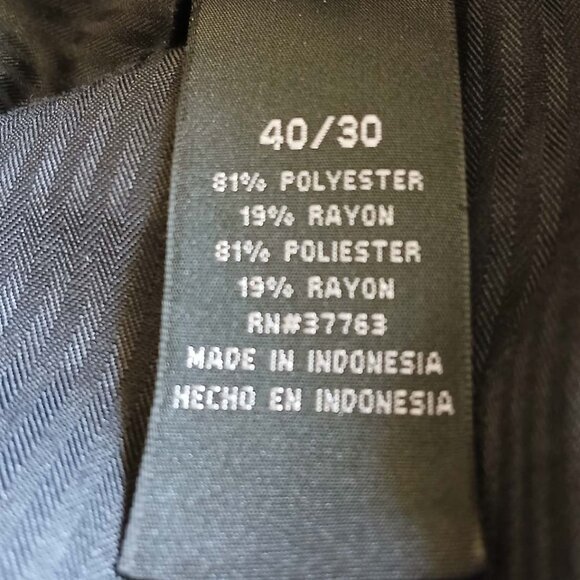 40/30
81% POLYESTER
19% RAYON
81% POLIESTER
19% RAYON
RN#37763
MADE IN INDONESIA
HECHO EN INDONESIA